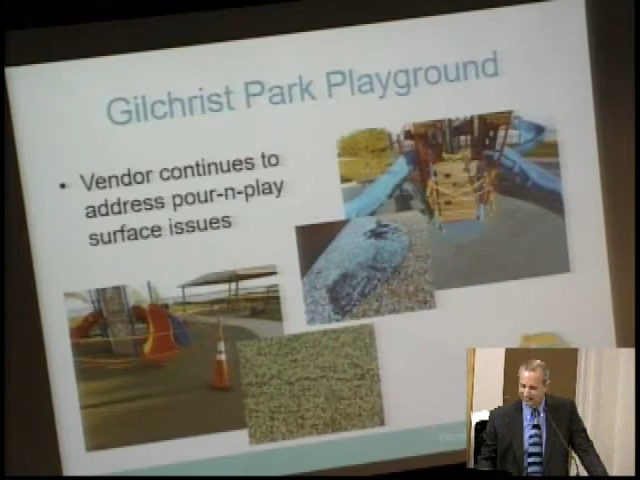 Gilchrist Park Playground
• Vendor continues to
address pour-n-play
surface issues